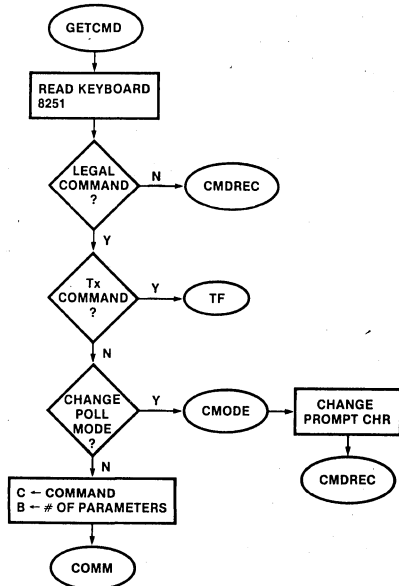 GETCMD
READ KEYBOARD
8251
LEGAL
COMMAND
?
N
CMDREC
Y
Tx
COMMAND
?
Y
TF
N
CHANGE
POLL
MODE
?
Y
CMODE
CHANGE
PROMPT CHR
CMDREC
N
C ← COMMAND
B ← # OF PARAMETERS
COMM